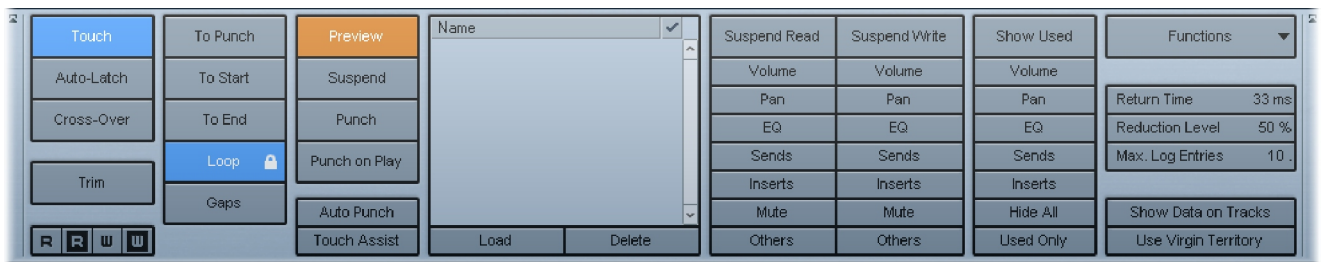 Touch
Auto-Latch
Cross-Over
Trim
R R W W
To Punch
To Start
To End
Loop
Gaps
Preview
Suspend
Punch
Punch on Play
Auto Punch
Touch Assist
Name
Load Delete
Suspend Read
Volume
Pan
EQ
Sends
Inserts
Mute
Others
Suspend Write
Volume
Pan
EQ
Sends
Inserts
Mute
Others
Show Used
Volume
Pan
EQ
Sends
Inserts
Hide All
Used Only
Functions
Return Time 33 ms
Reduction Level 50 %
Max. Log Entries 10 .
Show Data on Tracks
Use Virgin Territory